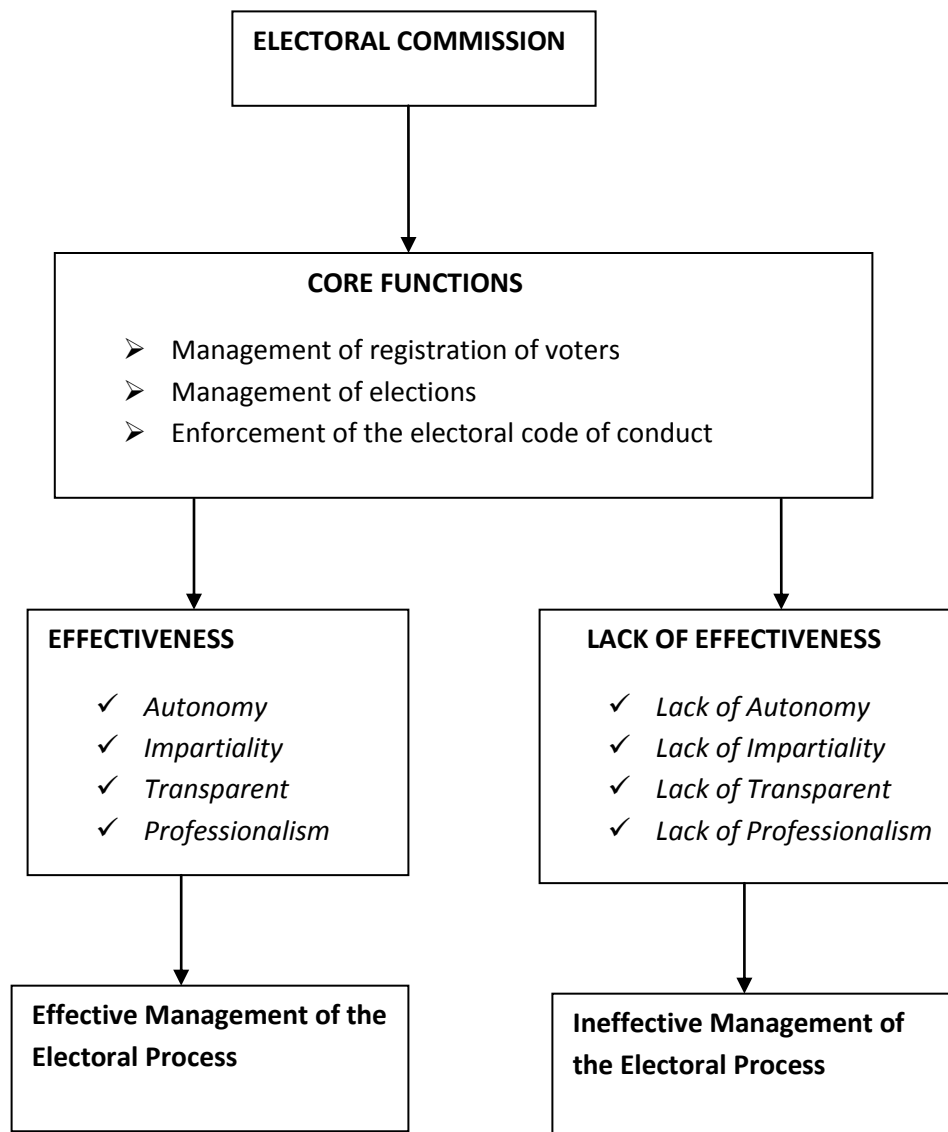 ELECTORAL COMMISSION
CORE FUNCTIONS
➢ Management of registration of voters
➢ Management of elections
➢ Enforcement of the electoral code of conduct
EFFECTIVENESS
✓ Autonomy
✓ Impartiality
✓ Transparent
✓ Professionalism
LACK OF EFFECTIVENESS
✓ Lack of Autonomy
✓ Lack of Impartiality
✓ Lack of Transparent
✓ Lack of Professionalism
Effective Management of the
Electoral Process
Ineffective Management of
the Electoral Process